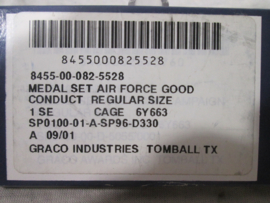 8455000825528
8455-00-082-5528
MEDAL SET AIR FORCE GOOD
CONDUCT REGULAR SIZE
1 SE CAGE 6Y663
SP0100-01-A-SP96-D330
A 09/01
GRACO INDUSTRIES TOMBALL TX